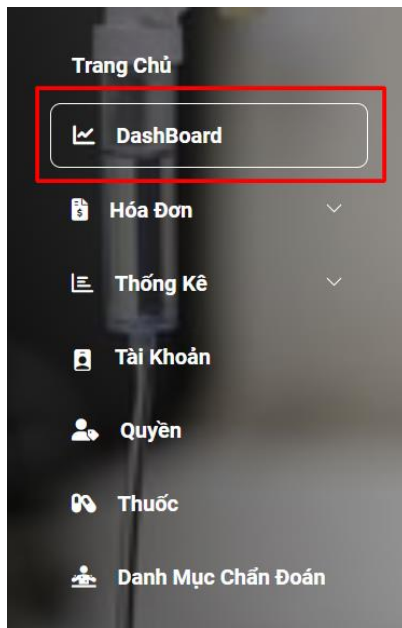 Trang Chủ
DashBoard
Hóa Đơn
Thống Kê
Tài Khoản
Quyền
Thuốc
Danh Mục Chẩn Đoán